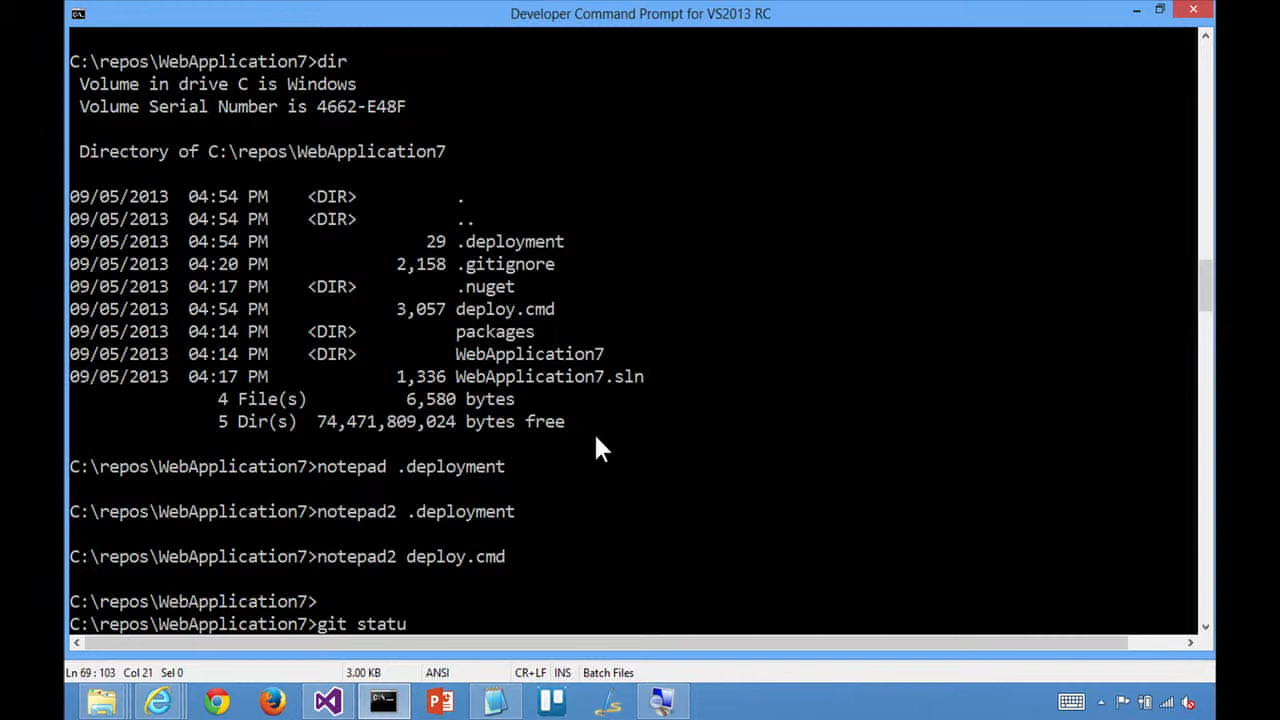 Developer Command Prompt for VS2013 RC
C:\repos\WebApplication7>dir
Volume in drive C is Windows
Volume Serial Number is 4662-E48F
Directory of C:\repos\WebApplication7
09/05/2013 04:54 PM <DIR> .
09/05/2013 04:54 PM <DIR> ..
09/05/2013 04:54 PM 29 .deployment
09/05/2013 04:20 PM 2,158 .gitignore
09/05/2013 04:17 PM <DIR> .nuget
09/05/2013 04:54 PM 3,057 deploy.cmd
09/05/2013 04:14 PM <DIR> packages
09/05/2013 04:14 PM <DIR> WebApplication7
09/05/2013 04:17 PM 1,336 WebApplication7.sln
4 File(s) 6,580 bytes
5 Dir(s) 74,471,809,024 bytes free
C:\repos\WebApplication7>notepad .deployment
C:\repos\WebApplication7>notepad2 .deployment
C:\repos\WebApplication7>notepad2 deploy.cmd
C:\repos\WebApplication7>
C:\repos\WebApplication7>git statu
Ln 69 : 103 Col 21 Sel 0 3.00 KB ANSI CR+LF INS Batch Files